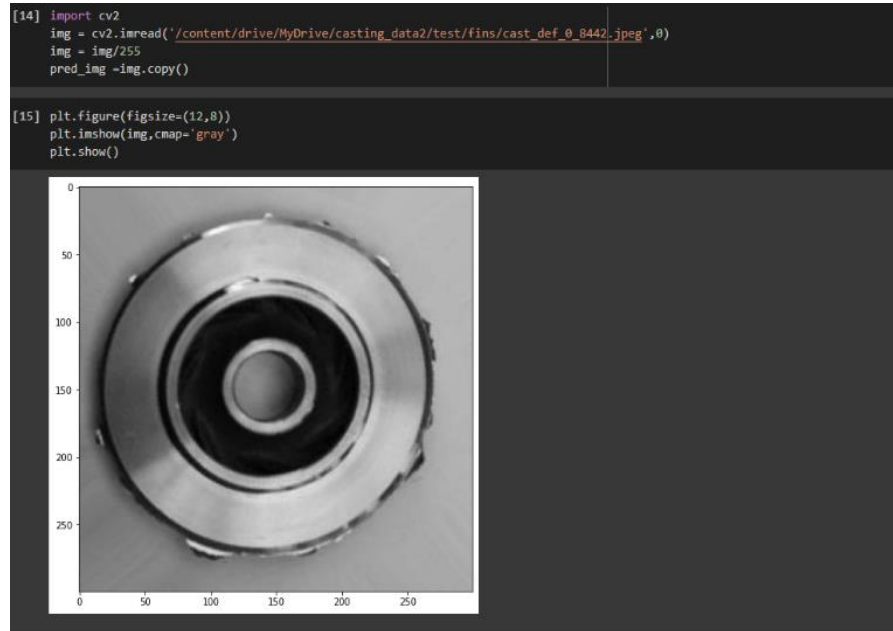 [14] import cv2
img = cv2.imread('/content/drive/MyDrive/casting_data2/test/fins/cast_def_0_8442.jpeg',0)
img = img/255
pred_img =img.copy()
[15] plt.figure(figsize=(12,8))
plt.imshow(img,cmap='gray')
plt.show()
0
50
100
150
200
250
0 50 100 150 200 250